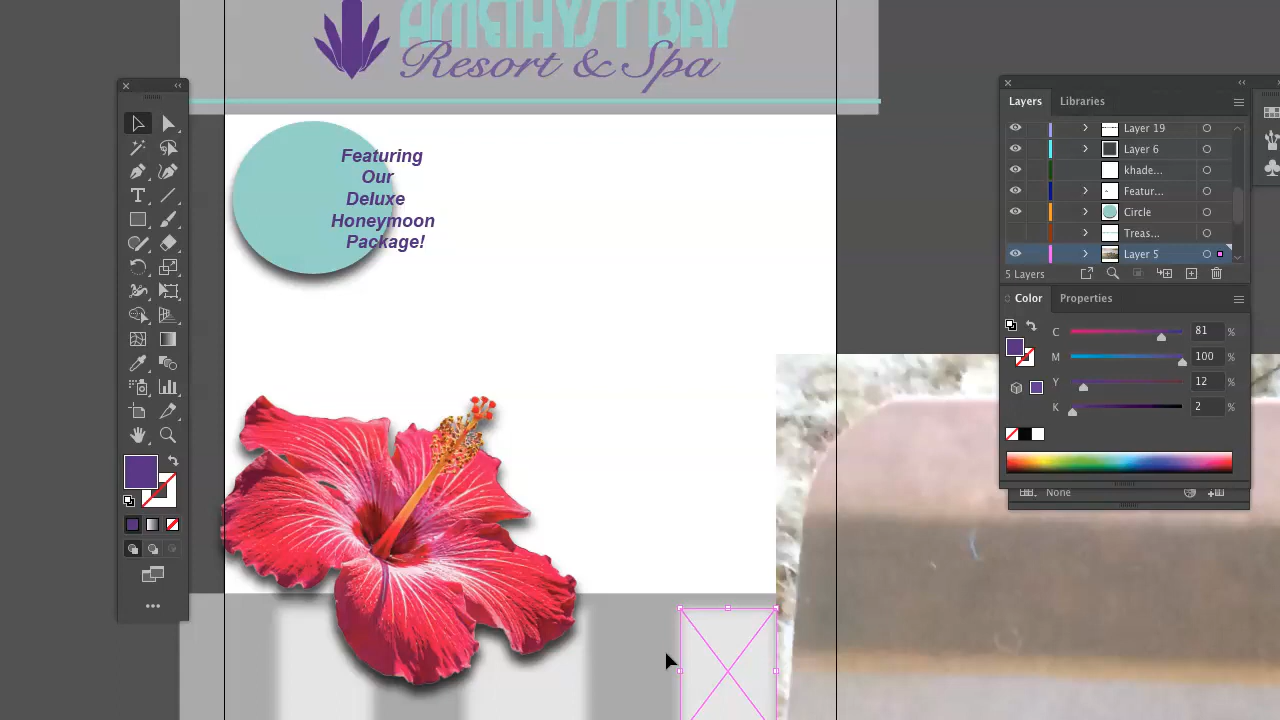 AMETHYST BAY
Resort & Spa
Featuring
Our
Deluxe
Honeymoon
Package!
Layers
Libraries
Layer 19
Layer 6
khade...
Featur...
Circle
Treas...
Layer 5
5 Layers
Color
Properties
C
81
%
M
100
%
Y
12
%
K
2
%
None